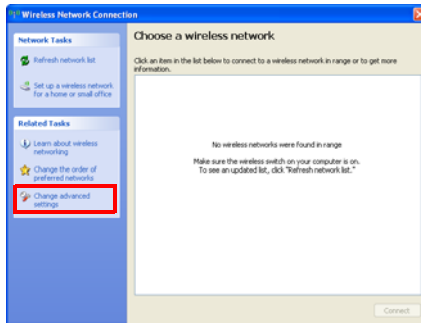 Wireless Network Connection
Network Tasks
Refresh network list
Set up a wireless network
for a home or small office
Related Tasks
Learn about wireless
networking
Change the order of
preferred networks
Change advanced
settings
Choose a wireless network
Click an item in the list below to connect to a wireless network in range or to get more
information.
No wireless networks were found in range
Make sure the wireless switch on your computer is on.
To see an updated list, click "Refresh network list."
Connect